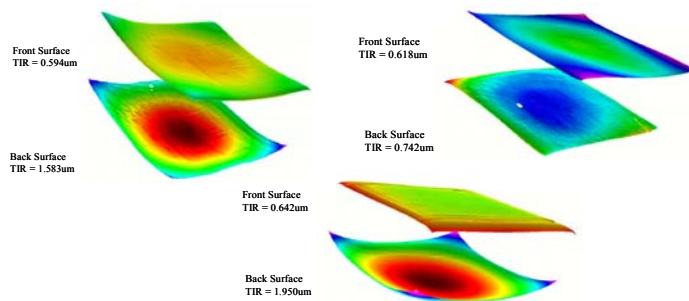 Front Surface
TIR = 0.594um
Back Surface
TIR = 1.583um
Front Surface
TIR = 0.618um
Back Surface
TIR = 0.742um
Front Surface
TIR = 0.642um
Back Surface
TIR = 1.950um